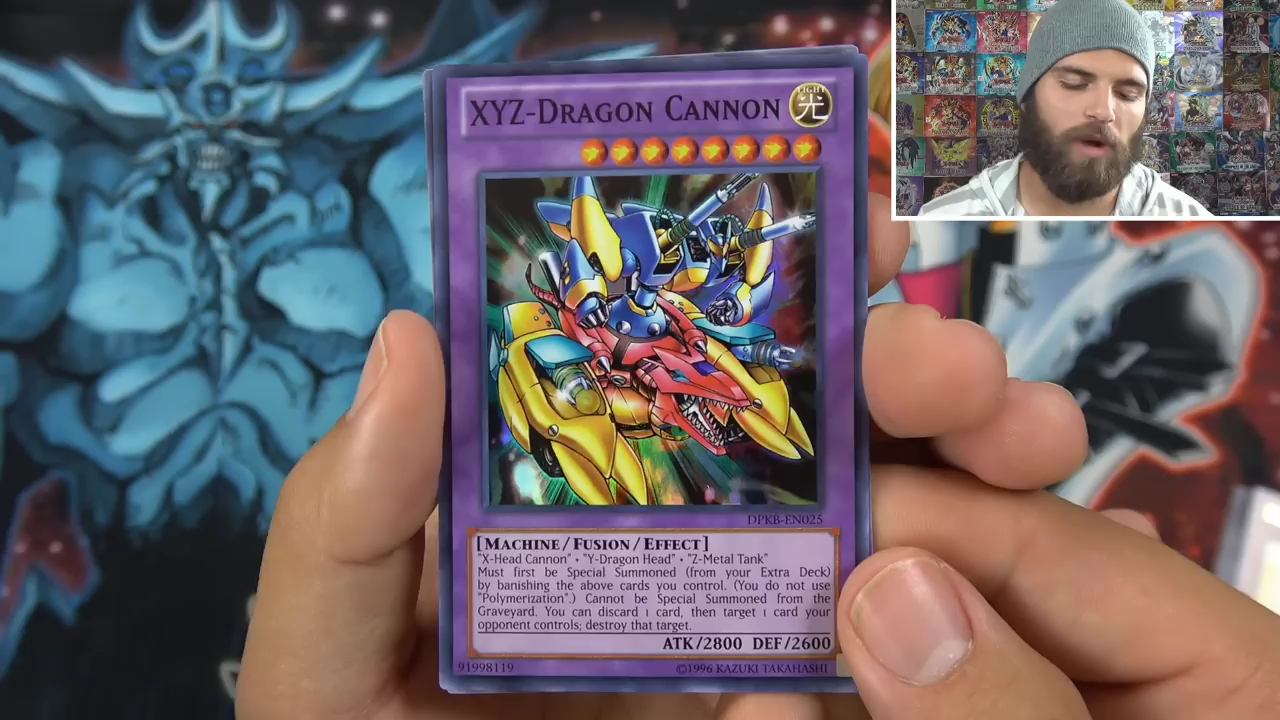 XYZ-Dragon Cannon
LIGHT
光
DPKB-EN025
[Machine/Fusion/Effect]
"X-Head Cannon" + "Y-Dragon Head" + "Z-Metal Tank"
Must first be Special Summoned (from your Extra Deck)
by banishing the above cards you control. (You do not use
"Polymerization".) Cannot be Special Summoned from the
Graveyard. You can discard 1 card, then target 1 card your
opponent controls; destroy that target.
ATK/2800 DEF/2600
91998119
©1996 KAZUKI TAKAHASHI